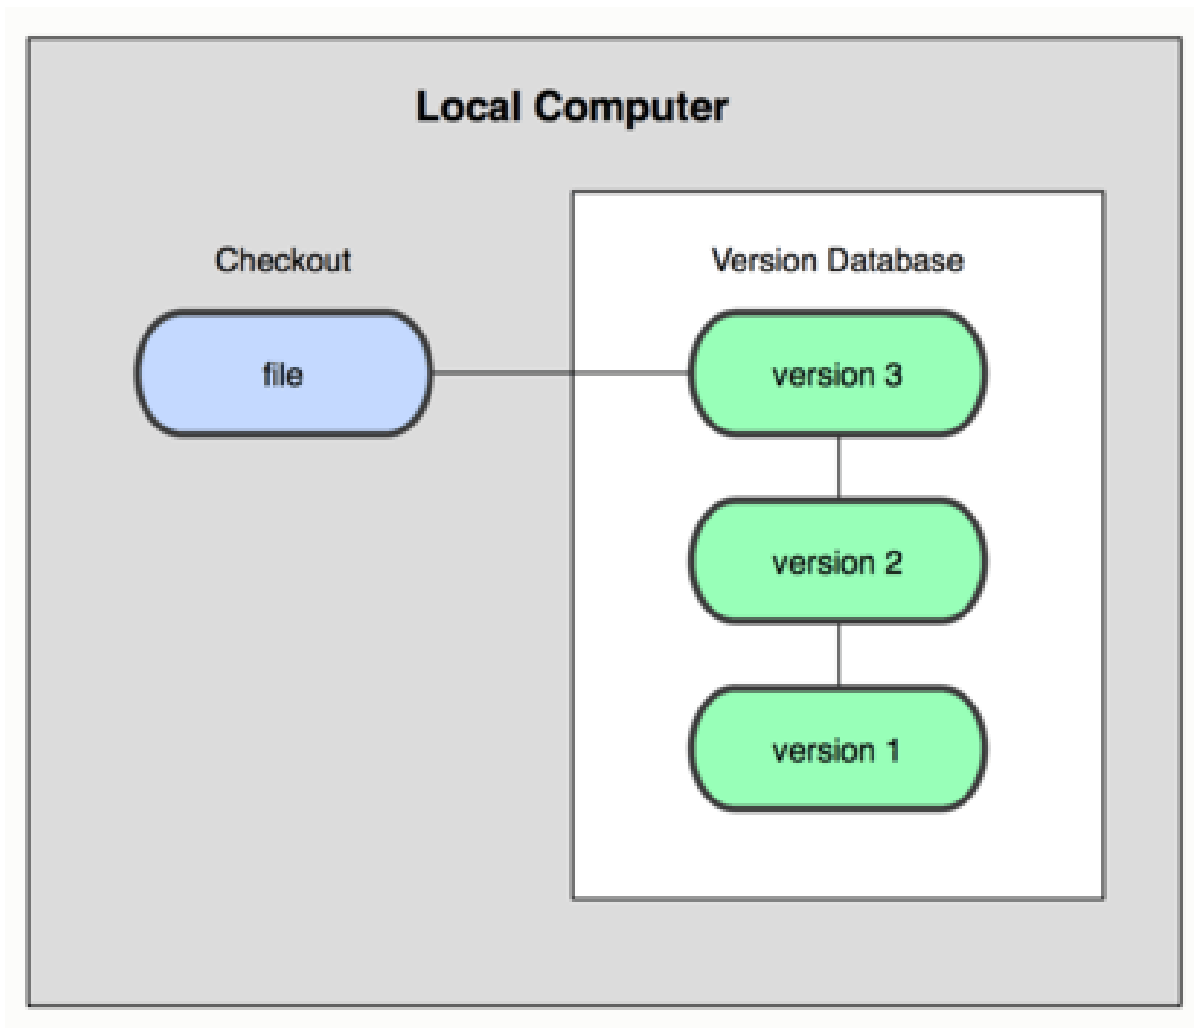 Local Computer
Checkout
Version Database
file
version 3
version 2
version 1